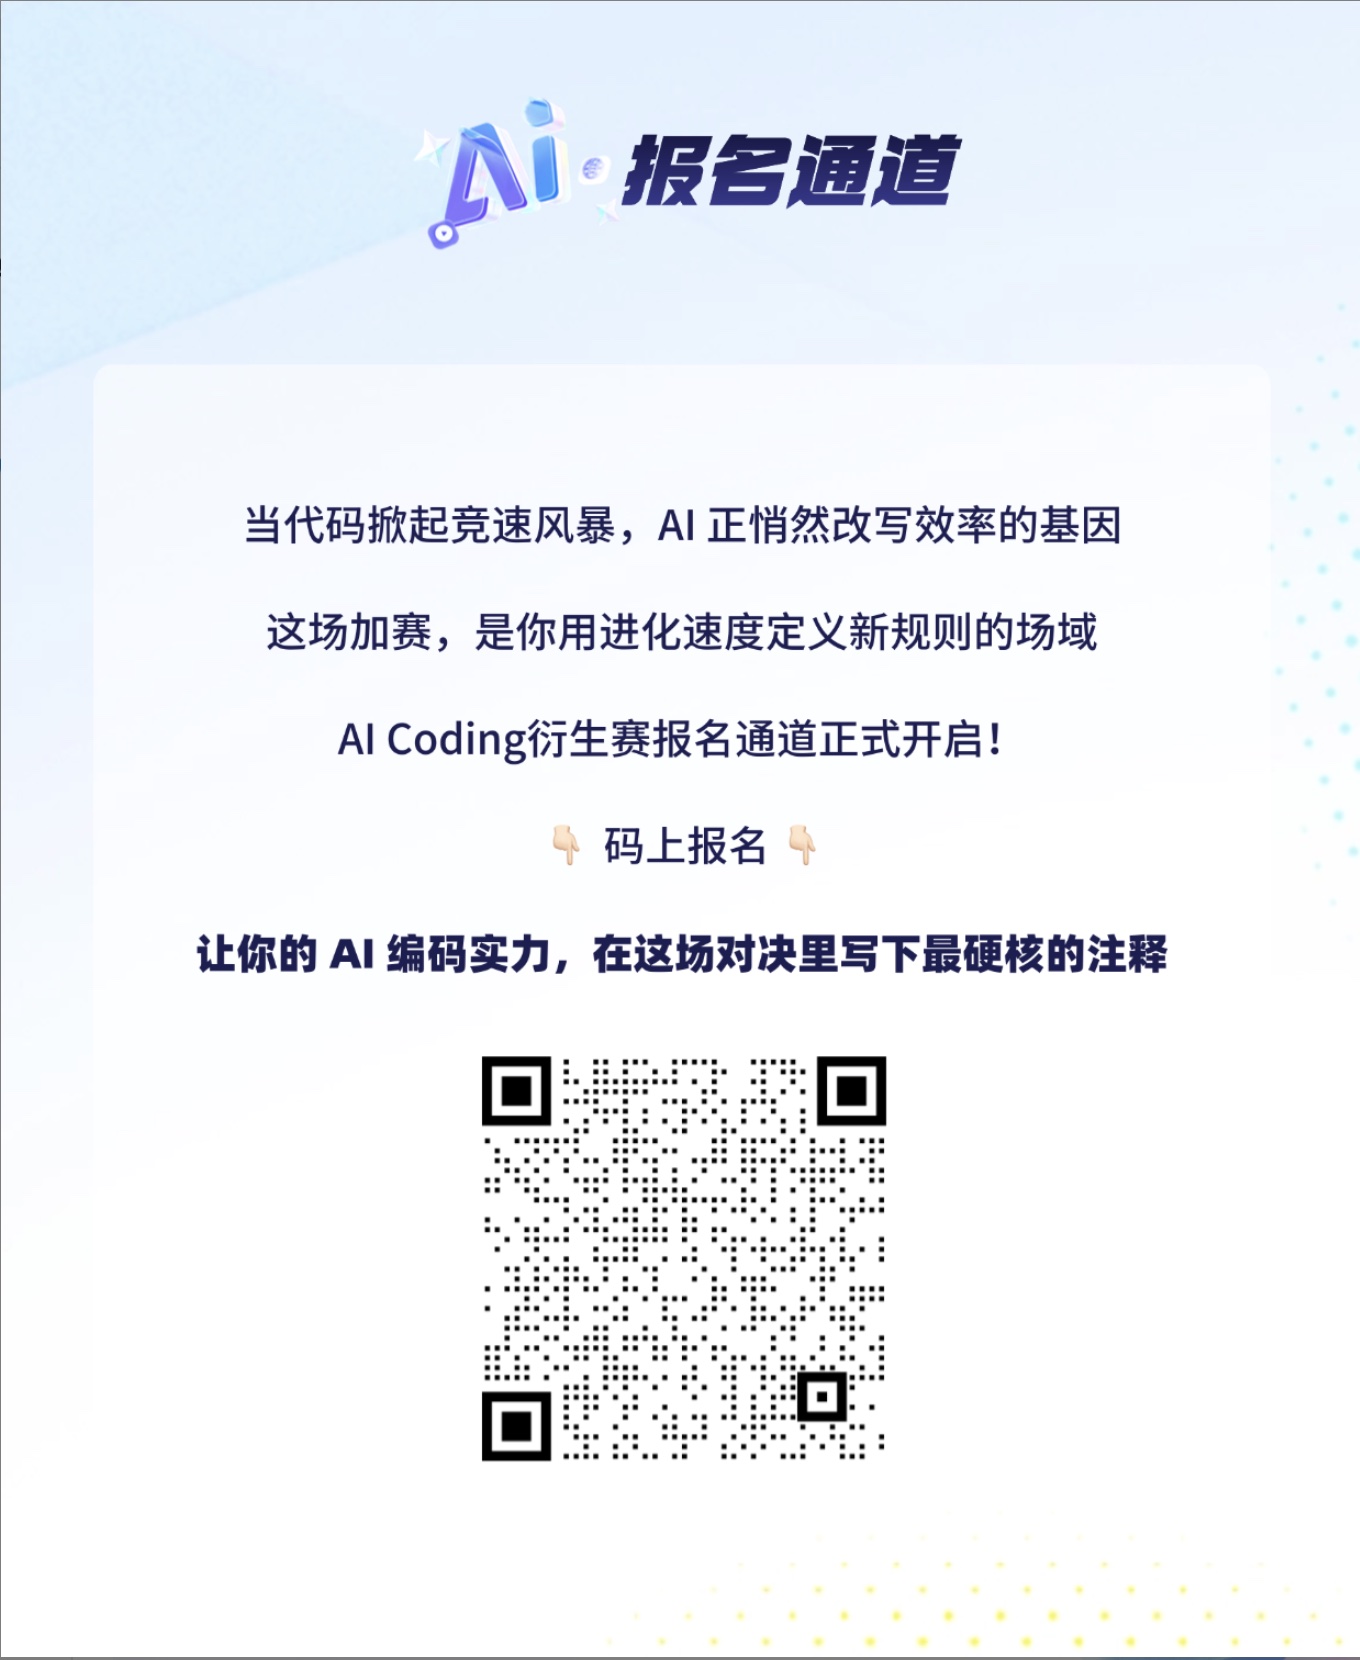 Ai 报名通道
当代码掀起竞速风暴，AI 正悄然改写效率的基因
这场加赛，是你用进化速度定义新规则的场域
AI Coding衍生赛报名通道正式开启！
👇🏻 码上报名 👇🏻
让你的 AI 编码实力，在这场对决里写下最硬核的注释